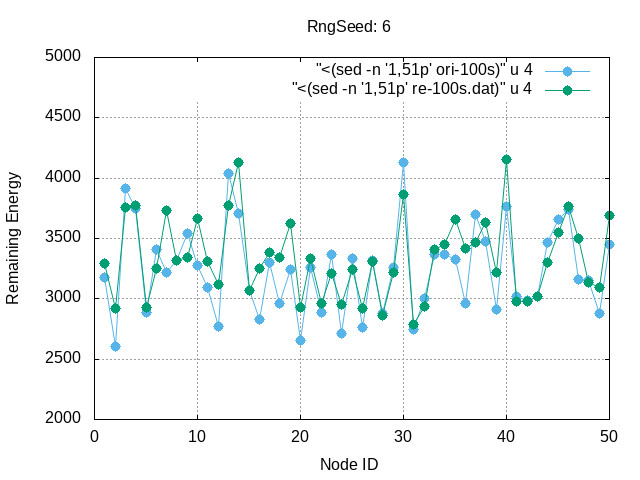 RngSeed: 6
"<(sed -n '1,51p' ori-100s)" u 4
"<(sed -n '1,51p' re-100s.dat)" u 4
Remaining Energy
5000
4500
4000
3500
3000
2500
2000
0 10 20 30 40 50
Node ID